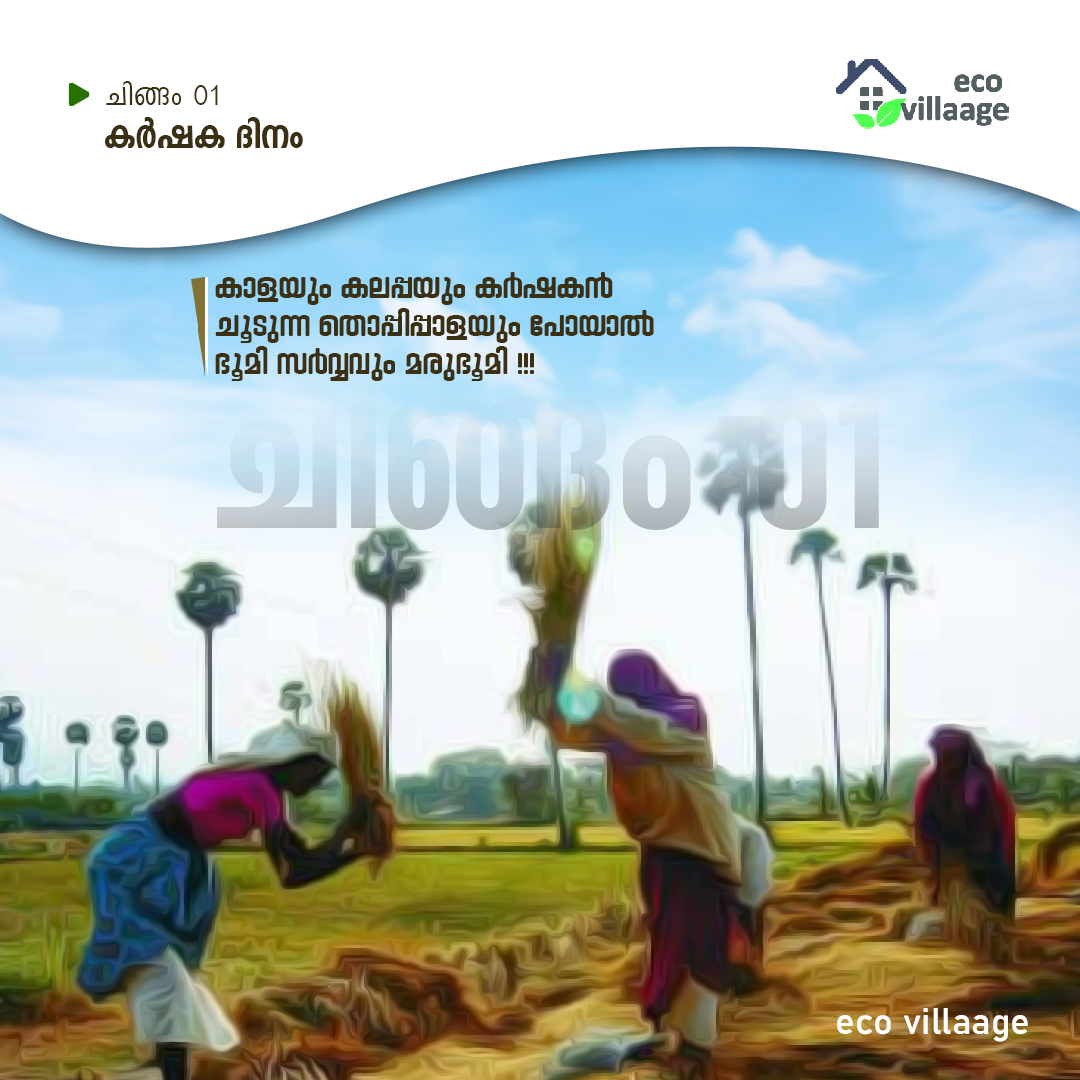 ചിങ്ങം 01
കർഷക ദിനം
eco
villaage
കാളയും കലപ്പയും കർഷകൻ
ചൂടുന്ന തൊപ്പിപ്പാളയും പോയാൽ
ഭൂമി സർവ്വവും മരുഭൂമി !!!
ചിങ്ങം 01
eco villaage